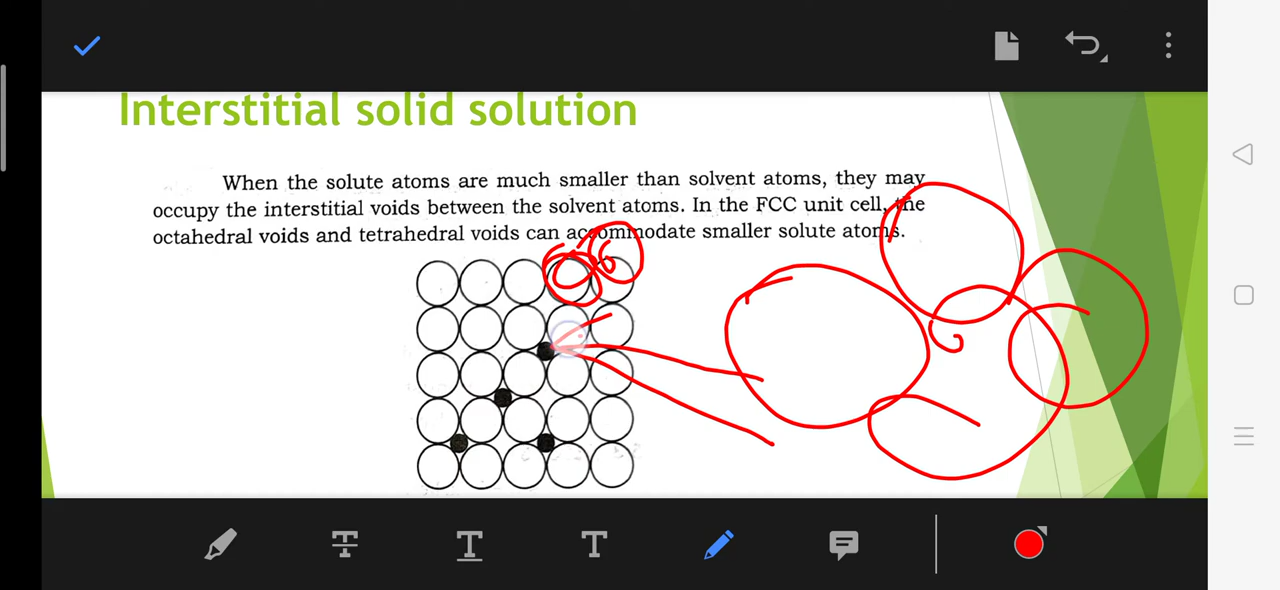 Interstitial solid solution
When the solute atoms are much smaller than solvent atoms, they may
occupy the interstitial voids between the solvent atoms. In the FCC unit cell, the
octahedral voids and tetrahedral voids can accommodate smaller solute atoms.